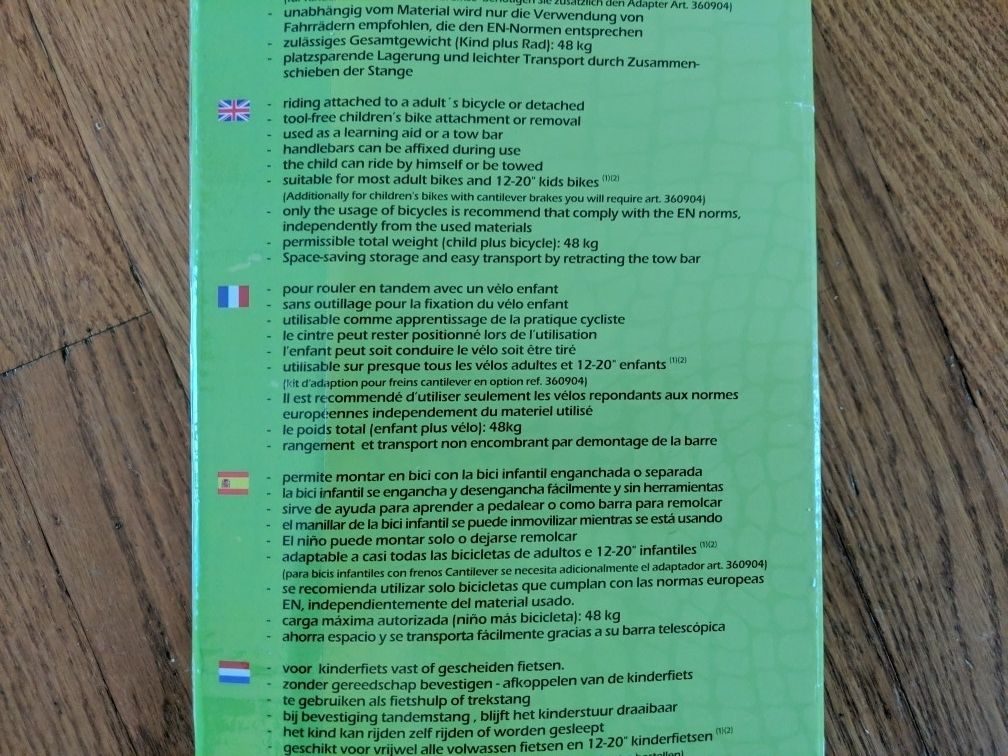 Sie zusätzlich den Adapter Art. 360904)
- unabhängig vom Material wird nur die Verwendung von
Fahrrädern empfohlen, die den EN-Normen entsprechen
- zulässiges Gesamtgewicht (Kind plus Rad): 48 kg
- platzsparende Lagerung und leichter Transport durch Zusammen-
schieben der Stange
- riding attached to a adult´s bicycle or detached
- tool-free children's bike attachment or removal
- used as a learning aid or a tow bar
- handlebars can be affixed during use
- the child can ride by himself or be towed
- suitable for most adult bikes and 12-20" kids bikes (1)(2)
(Additionally for children's bikes with cantilever brakes you will require art. 360904)
- only the usage of bicycles is recommend that comply with the EN norms,
independently from the used materials
- permissible total weight (child plus bicycle): 48 kg
- Space-saving storage and easy transport by retracting the tow bar
- pour rouler en tandem avec un vélo enfant
- sans outillage pour la fixation du vélo enfant
- utilisable comme apprentissage de la pratique cycliste
- le cintre peut rester positionné lors de l'utilisation
- l'enfant peut soit conduire le vélo soit être tiré
- utilisable sur presque tous les vélos adultes et 12-20" enfants (1)(2)
(kit d'adaption pour freins cantilever en option ref. 360904)
- Il est recommendé d'utiliser seulement les vélos repondants aux normes
européennes independement du materiel utilisé
- le poids total (enfant plus vélo): 48kg
- rangement et transport non encombrant par demontage de la barre
- permite montar en bici con la bici infantil enganchada o separada
- la bici infantil se engancha y desengancha fácilmente y sin herramientas
- sirve de ayuda para aprender a pedalear o como barra para remolcar
- el manillar de la bici infantil se puede inmovilizar mientras se está usando
- El niño puede montar solo o dejarse remolcar
- adaptable a casi todas las bicicletas de adultos e 12-20" infantiles (1)(2)
(para bicis infantiles con frenos Cantilever se necesita adicionalmente el adaptador art. 360904)
- se recomienda utilizar solo bicicletas que cumplan con las normas europeas
EN, independientemente del material usado.
- carga máxima autorizada (niño más bicicleta): 48 kg
- ahorra espacio y se transporta fácilmente gracias a su barra telescópica
- voor kinderfiets vast of gescheiden fietsen.
- zonder gereedschap bevestigen - afkoppelen van de kinderfiets
- te gebruiken als fietshulp of trekstang
- bij bevestiging tandemstang , blijft het kinderstuur draaibaar
- het kind kan rijden zelf rijden of worden gesleept
- geschikt voor vrijwel alle volwassen fietsen en 12-20" kinderfietsen (1)(2)